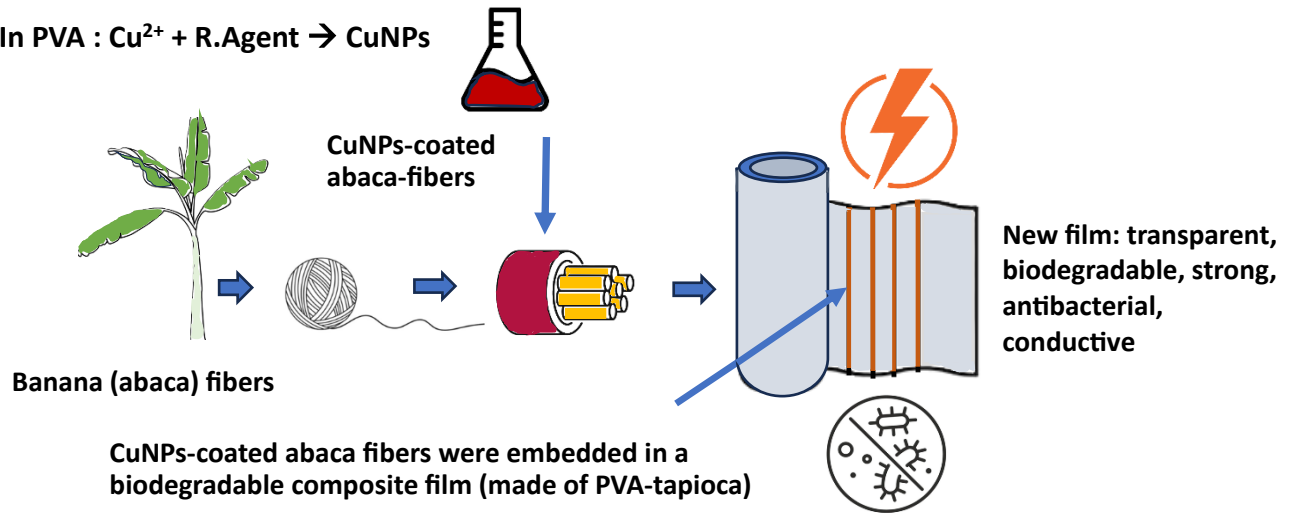 In PVA : Cu²⁺ + R.Agent → CuNPs
CuNPs-coated
abaca-fibers
New film: transparent,
biodegradable, strong,
antibacterial,
conductive
Banana (abaca) fibers
CuNPs-coated abaca fibers were embedded in a
biodegradable composite film (made of PVA-tapioca)